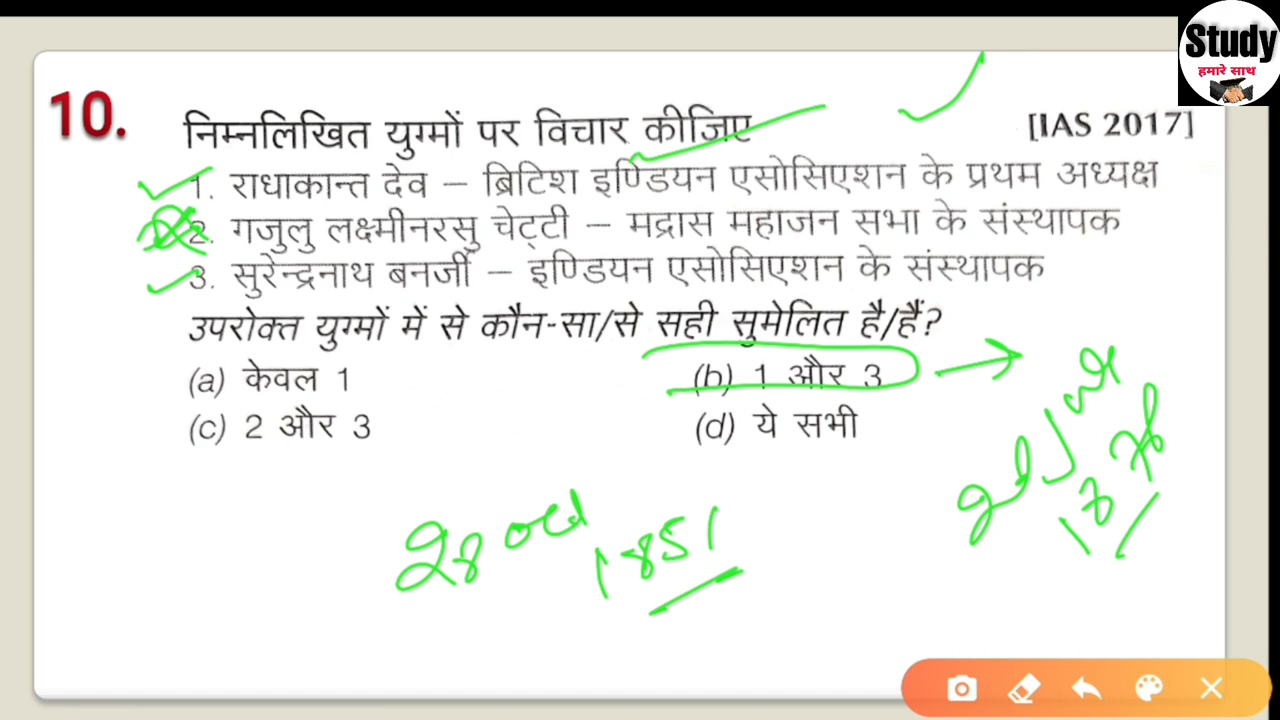 Study
हमारे साथ
10.
निम्नलिखित युग्मों पर विचार कीजिए
[IAS 2017]
1. राधाकान्त देव – ब्रिटिश इण्डियन एसोसिएशन के प्रथम अध्यक्ष
2. गजुलु लक्ष्मीनरसु चेट्टी – मद्रास महाजन सभा के संस्थापक
3. सुरेन्द्रनाथ बनर्जी – इण्डियन एसोसिएशन के संस्थापक
उपरोक्त युग्मों में से कौन-सा/से सही सुमेलित है/हैं?
(a) केवल 1
(b) 1 और 3
(c) 2 और 3
(d) ये सभी
28 oct 1851